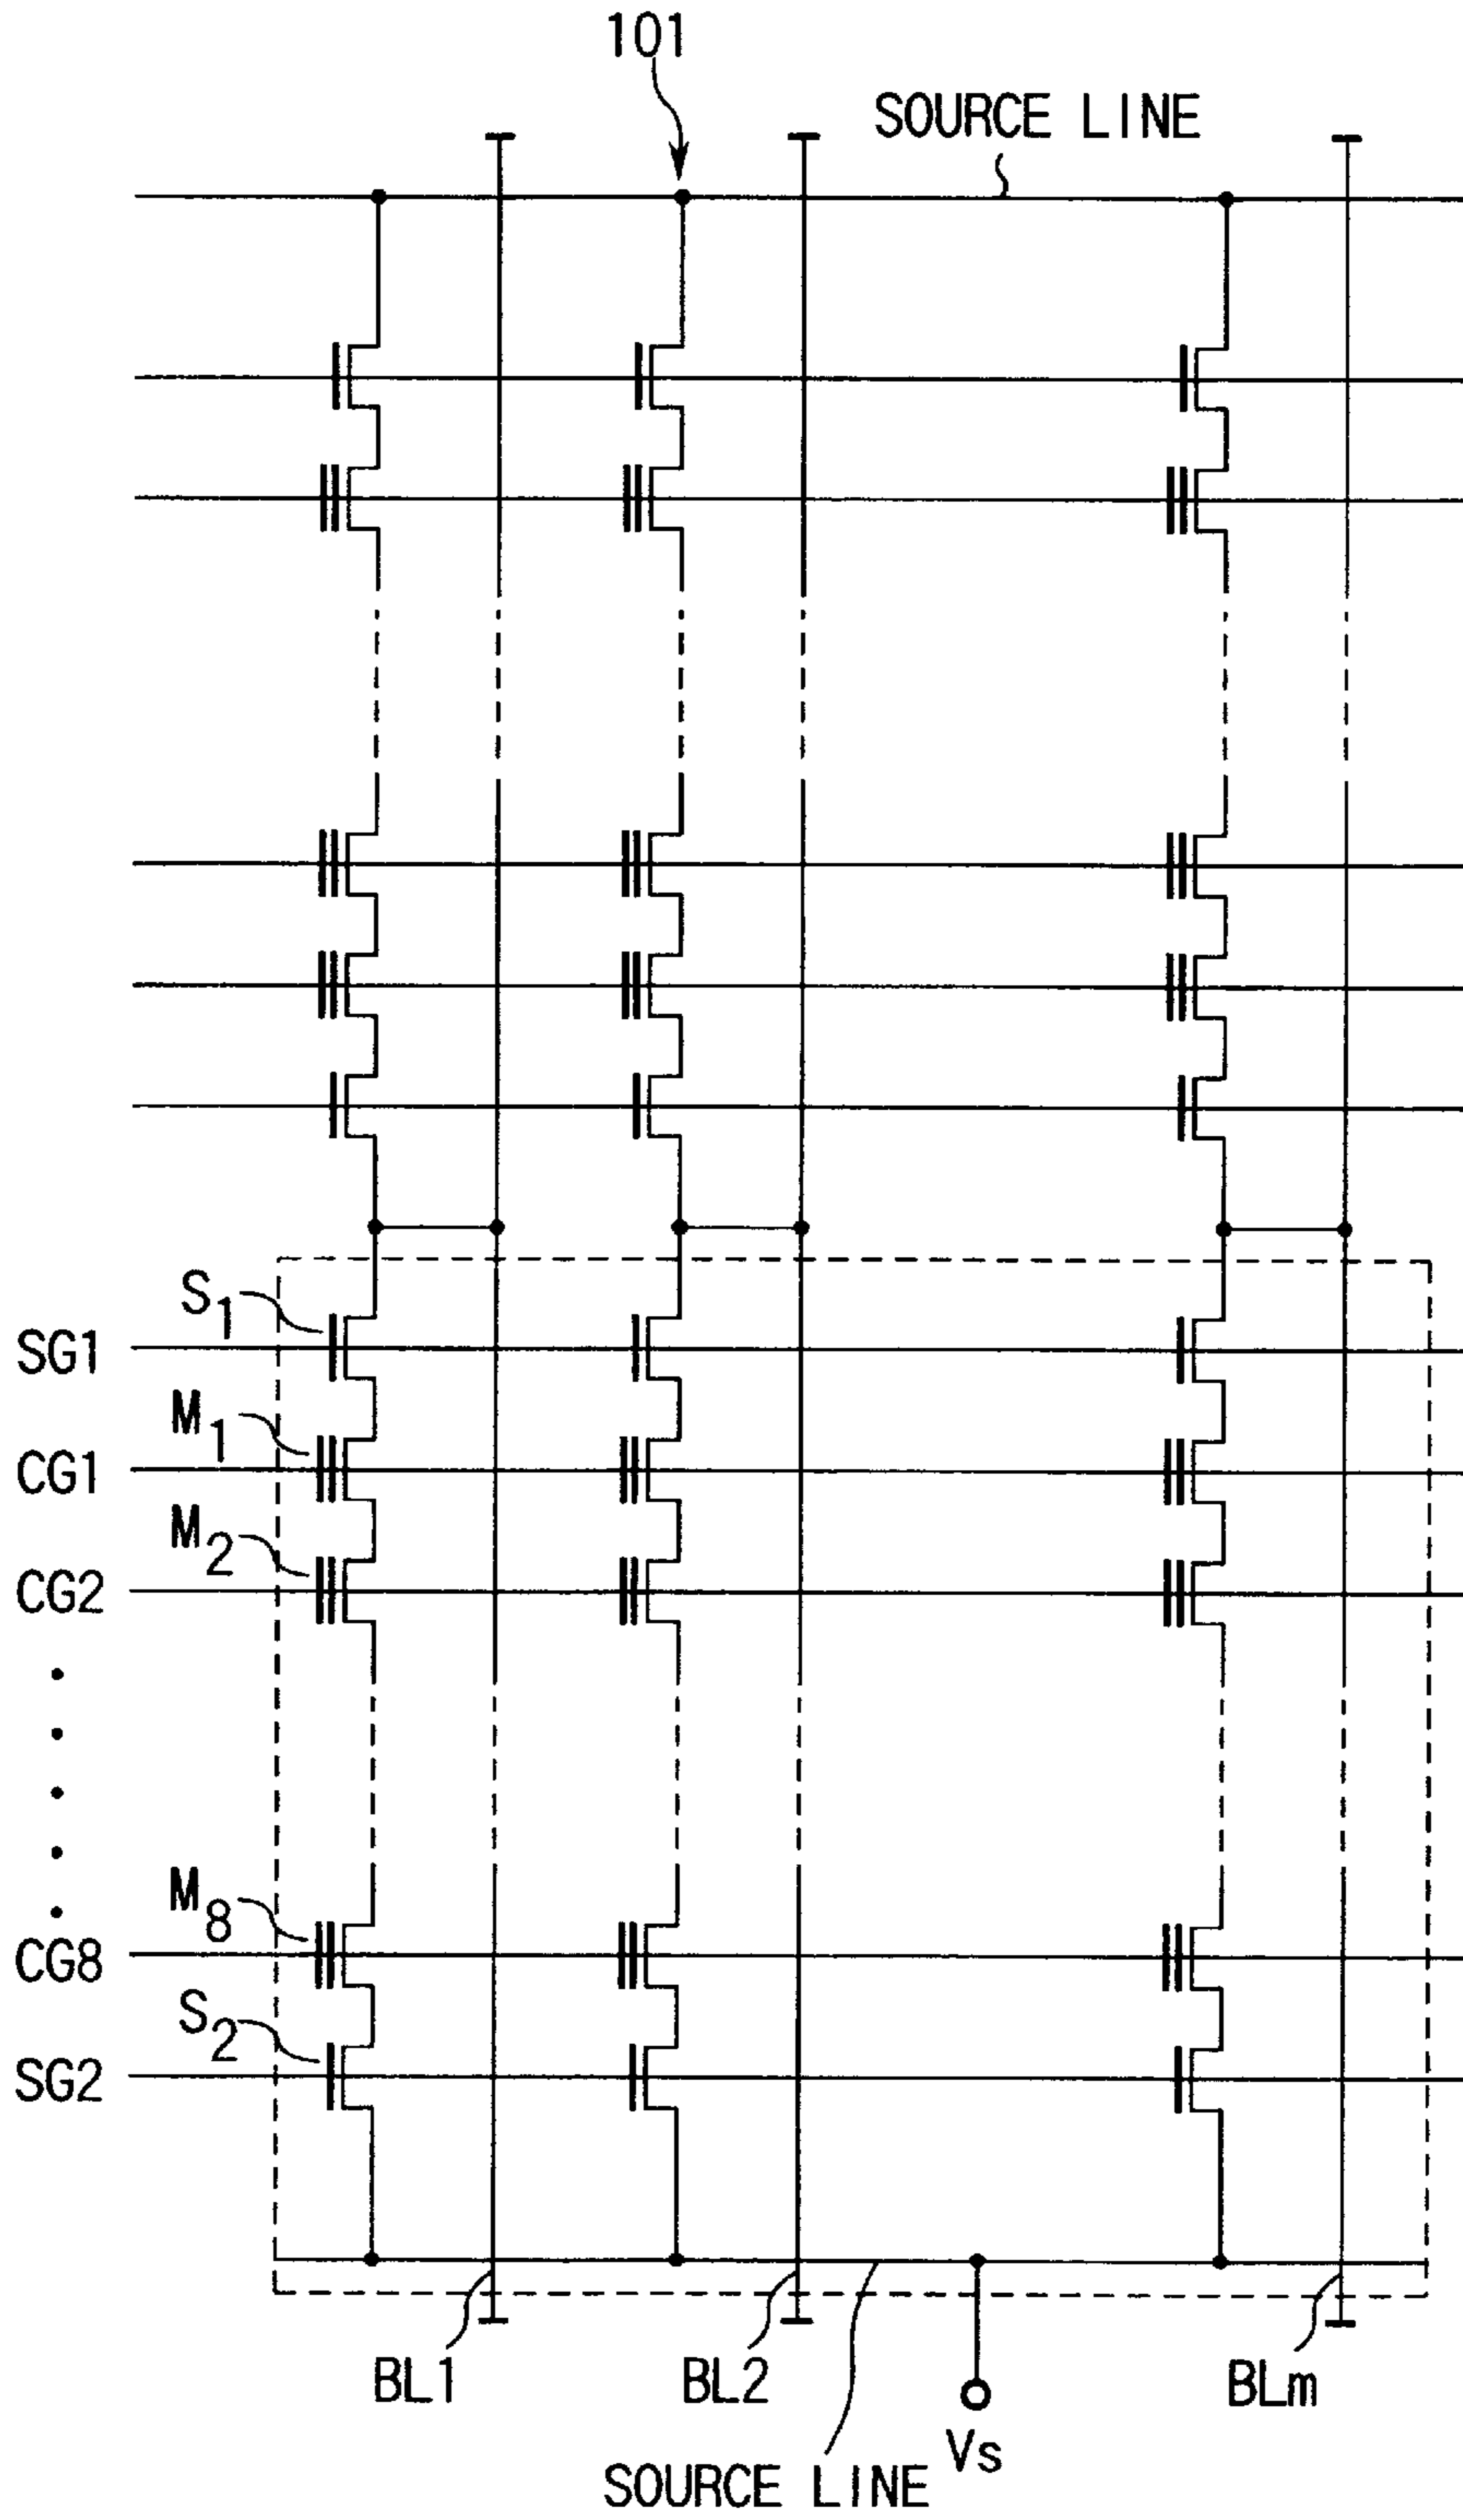 101
SOURCE LINE
S1
SG1
M1
CG1
M2
CG2
M8
CG8
S2
SG2
BL1
BL2
BLm
Vs
SOURCE LINE